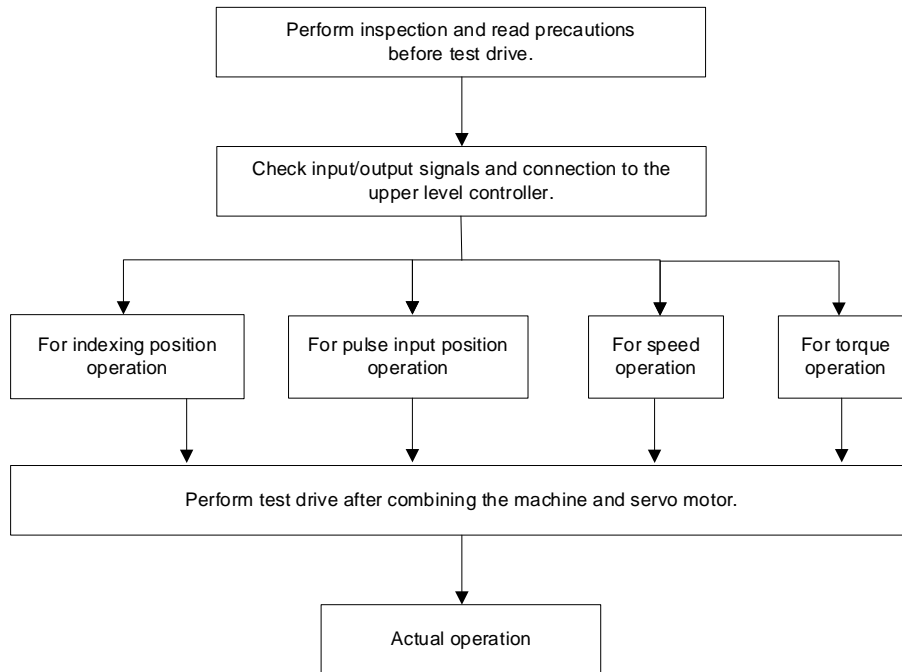 Perform inspection and read precautions
before test drive.
Check input/output signals and connection to the
upper level controller.
For indexing position
operation
For pulse input position
operation
For speed
operation
For torque
operation
Perform test drive after combining the machine and servo motor.
Actual operation